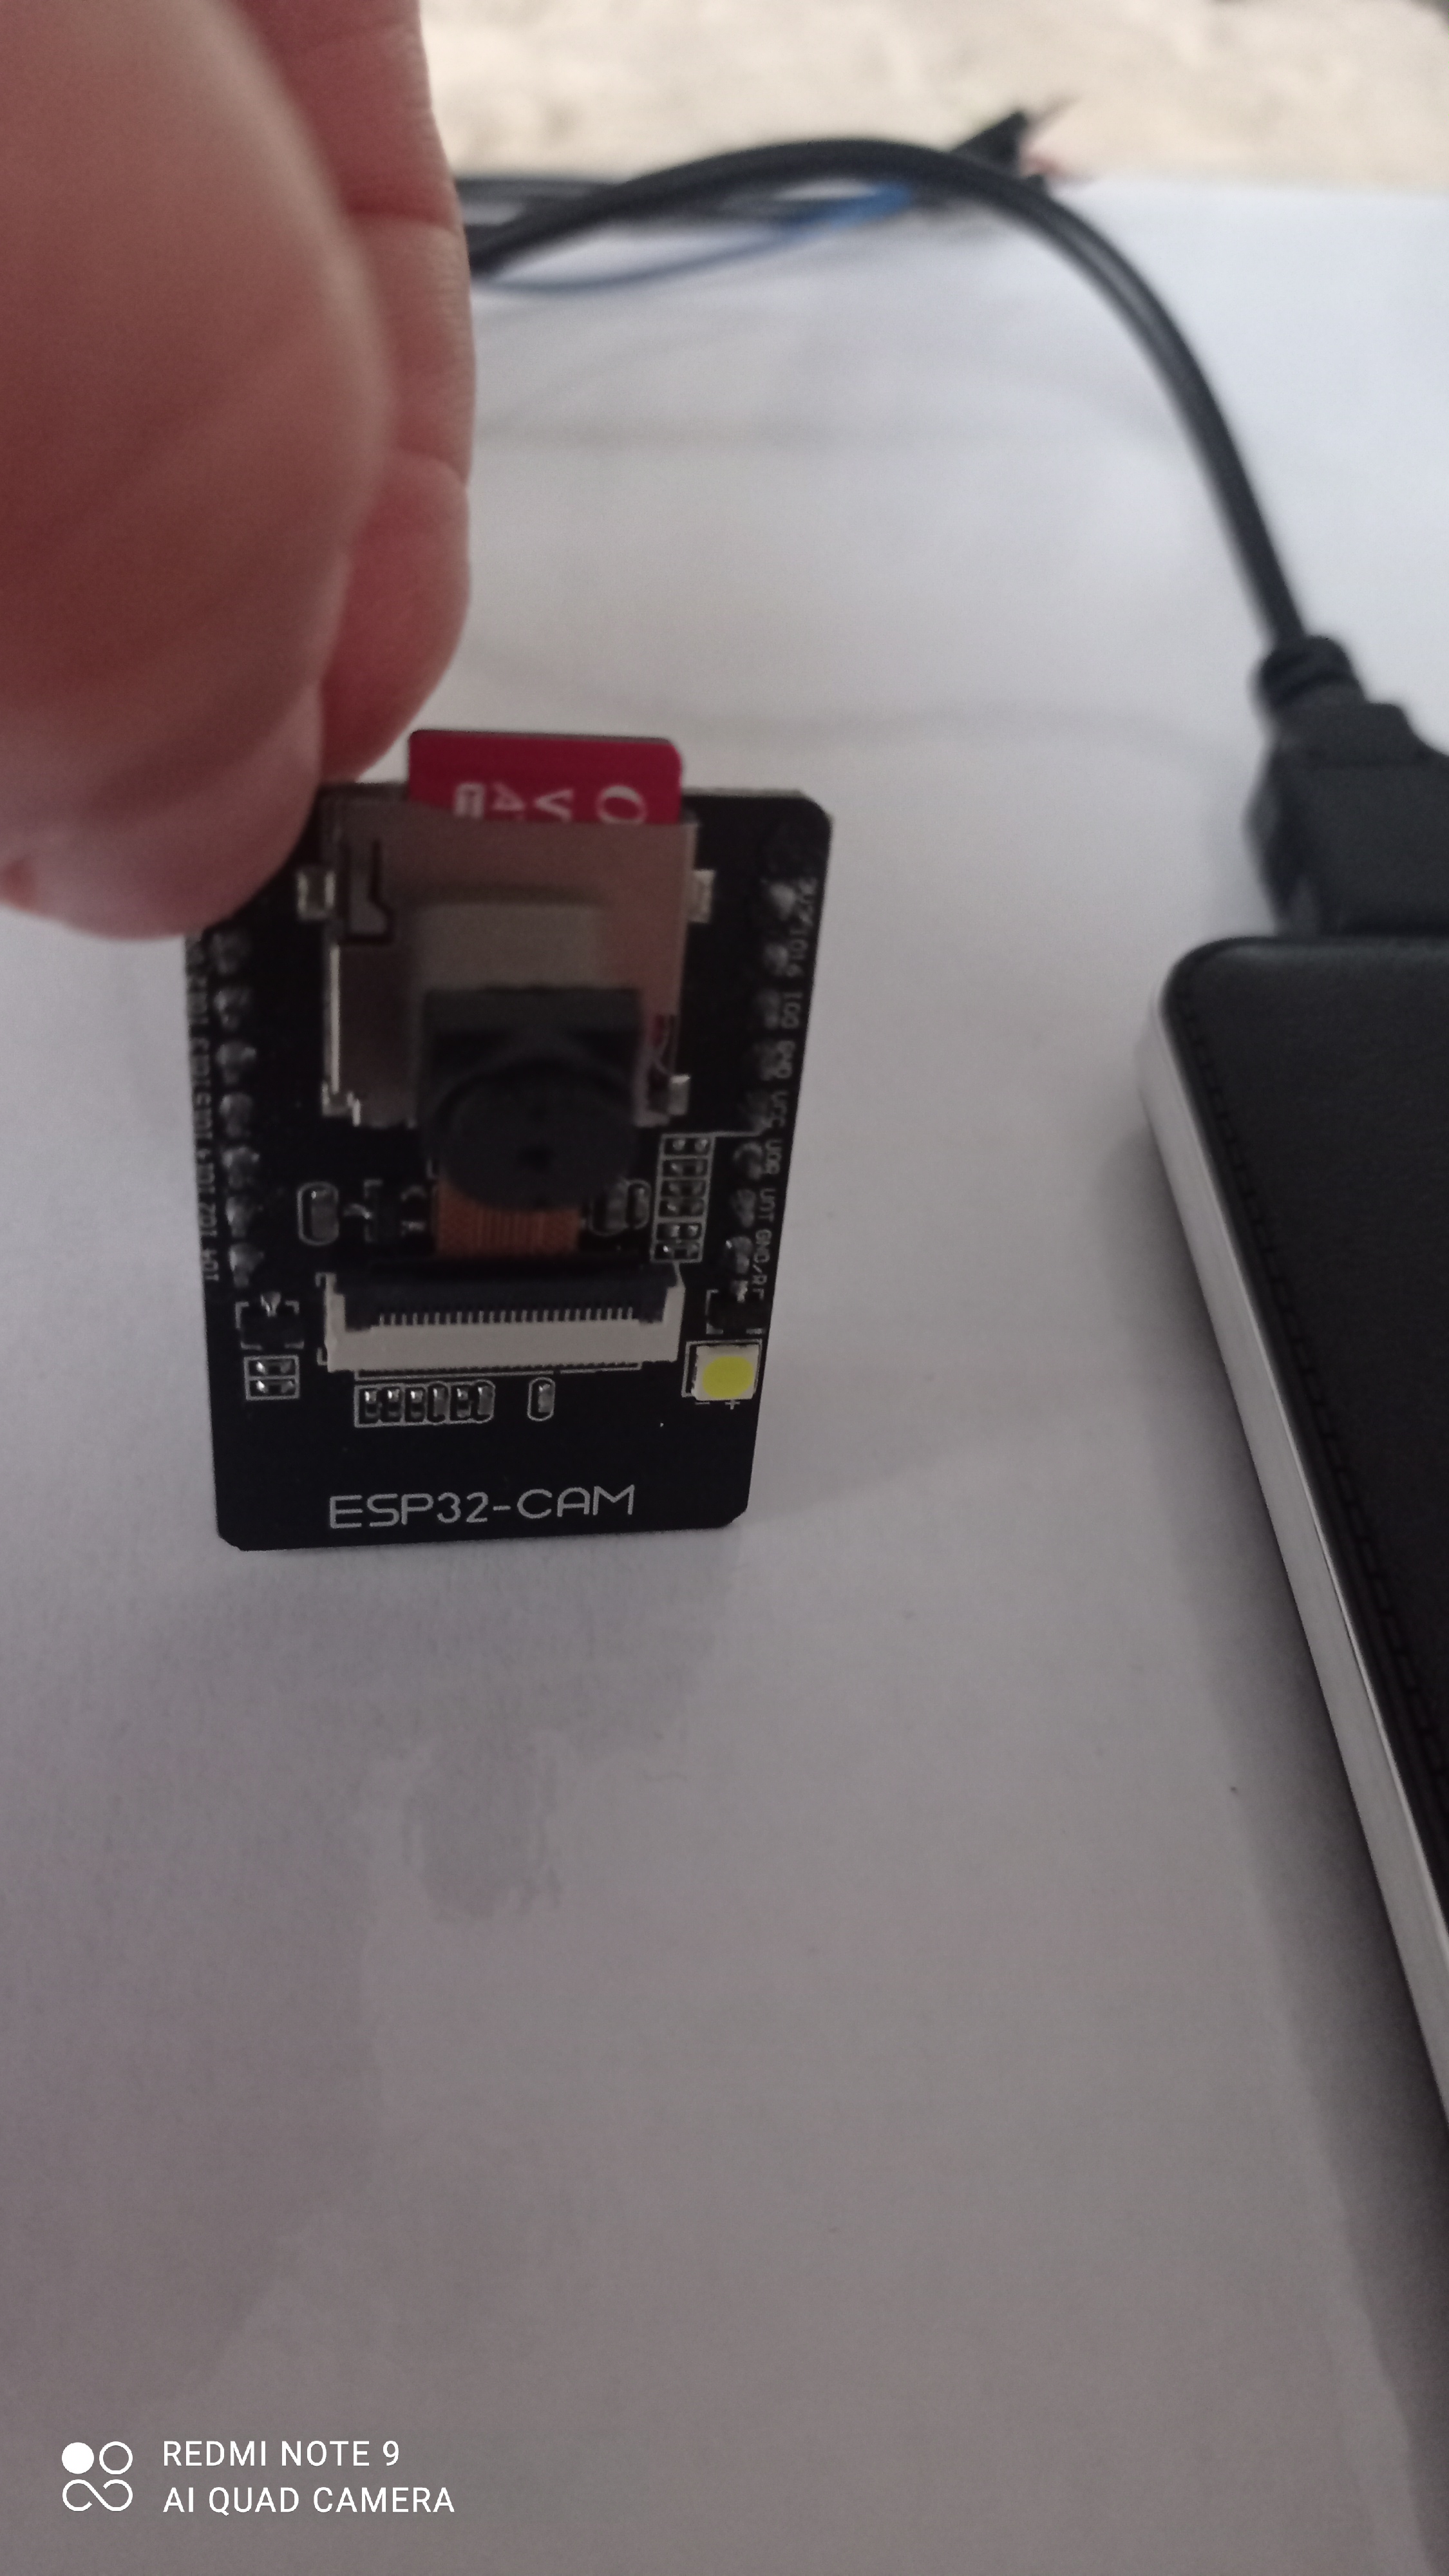 IO12
IO13
IO15
IO14
IO2
IO4
IO16
IO0
GND
VCC
UOR
UOT
GND/R
- +
ESP32-CAM
REDMI NOTE 9
AI QUAD CAMERA